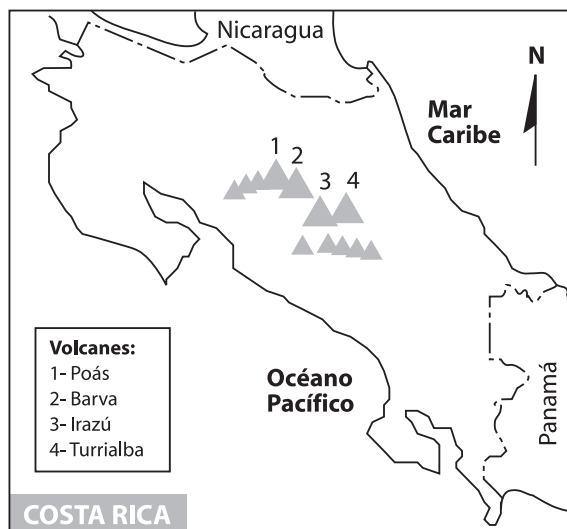 Nicaragua
N
Mar
Caribe
1
2
3
4
Volcanes:
1- Poás
2- Barva
3- Irazú
4- Turrialba
Océano
Pacífico
Panamá
COSTA RICA